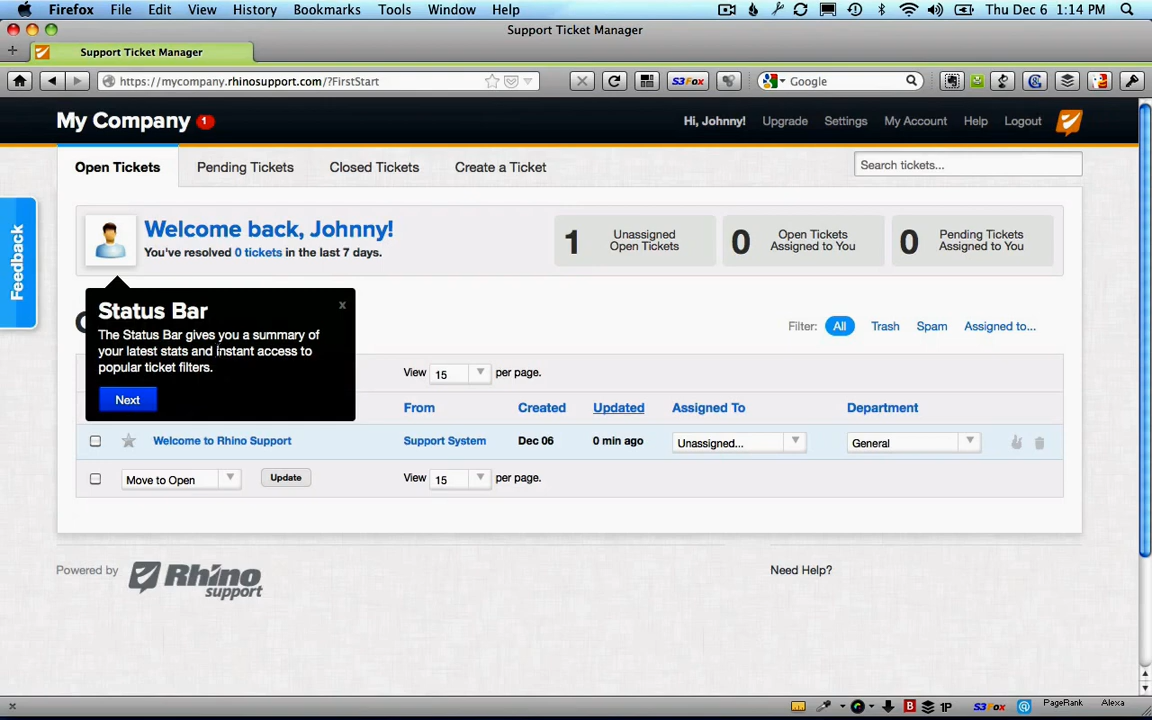 Firefox File Edit View History Bookmarks Tools Window Help Thu Dec 6 1:14 PM
Support Ticket Manager
Support Ticket Manager
https://mycompany.rhinosupport.com/?FirstStart S3Fox Google
My Company 1 Hi, Johnny! Upgrade Settings My Account Help Logout
Open Tickets Pending Tickets Closed Tickets Create a Ticket Search tickets...
Feedback
Welcome back, Johnny!
You've resolved 0 tickets in the last 7 days.
1 Unassigned Open Tickets
0 Open Tickets Assigned to You
0 Pending Tickets Assigned to You
Status Bar x
The Status Bar gives you a summary of
your latest stats and instant access to
popular ticket filters.
Next
Filter: All Trash Spam Assigned to...
View 15 per page.
From Created Updated Assigned To Department
Welcome to Rhino Support Support System Dec 06 0 min ago Unassigned... General
Move to Open Update View 15 per page.
Powered by Rhino support Need Help?
x B 1P S3Fox @ PageRank Alexa